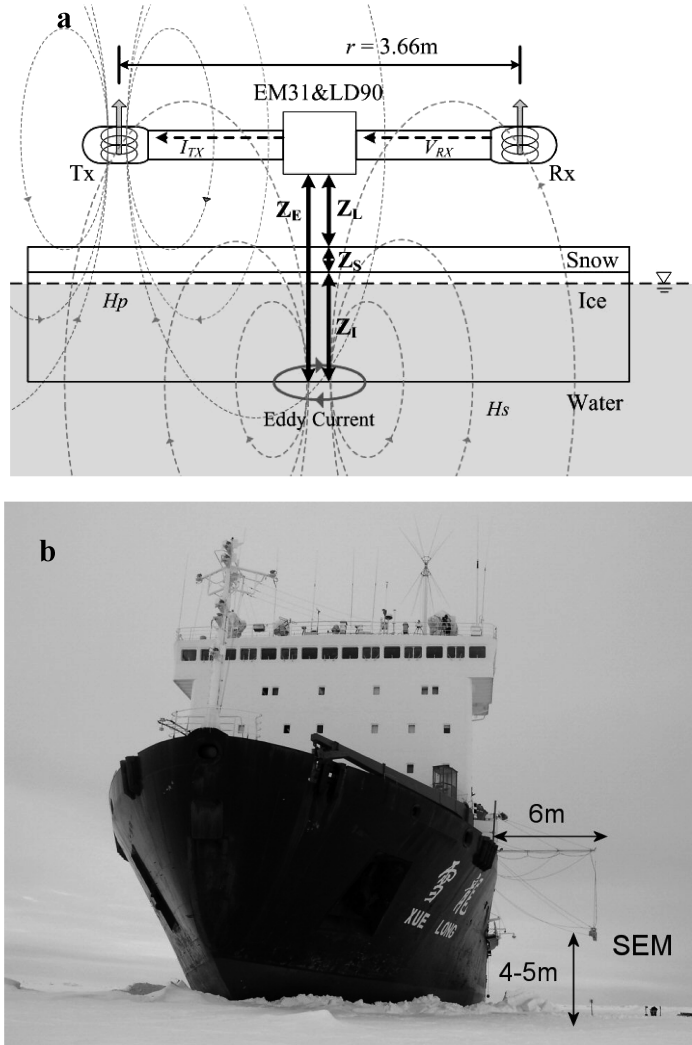 a
r = 3.66m
EM31&LD90
Tx
I_TX
V_RX
Rx
Z_E
Z_L
Z_S
Snow
Hp
Ice
Z_I
Water
Eddy Current
Hs
b
6m
XUE LONG
SEM
4-5m